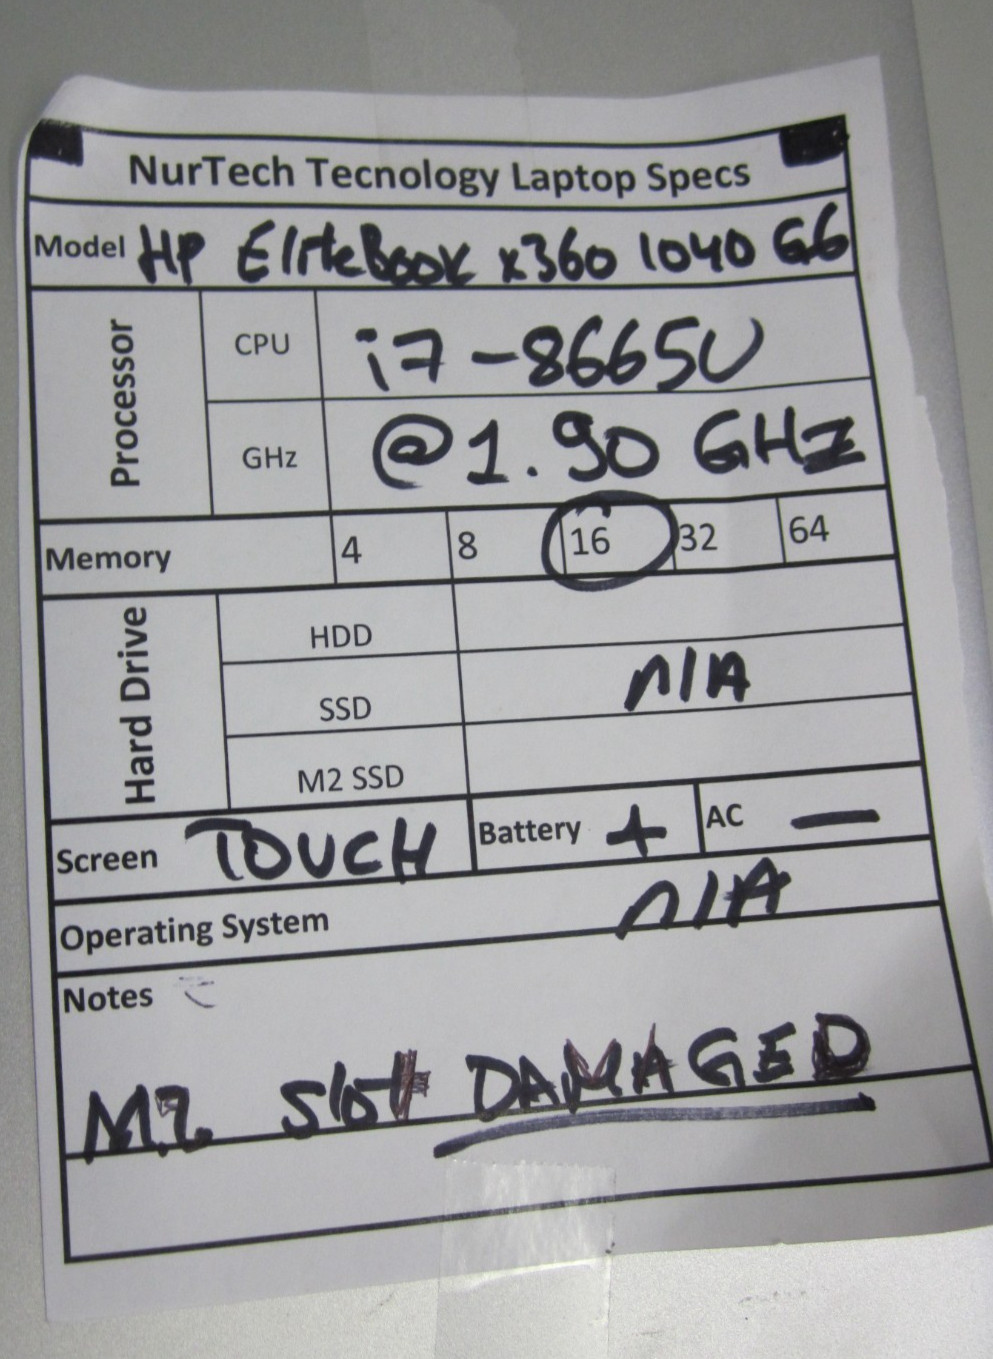 NurTech Tecnology Laptop Specs
Model HP EliteBook x360 1040 G6
Processor
CPU i7-8665U
GHz @1.90 GHz
Memory 4 8 16 32 64
Hard Drive
HDD
SSD n/A
M2 SSD
Screen TOUCH Battery + AC —
Operating System n/A
Notes
M.2 Slot DAMAGED